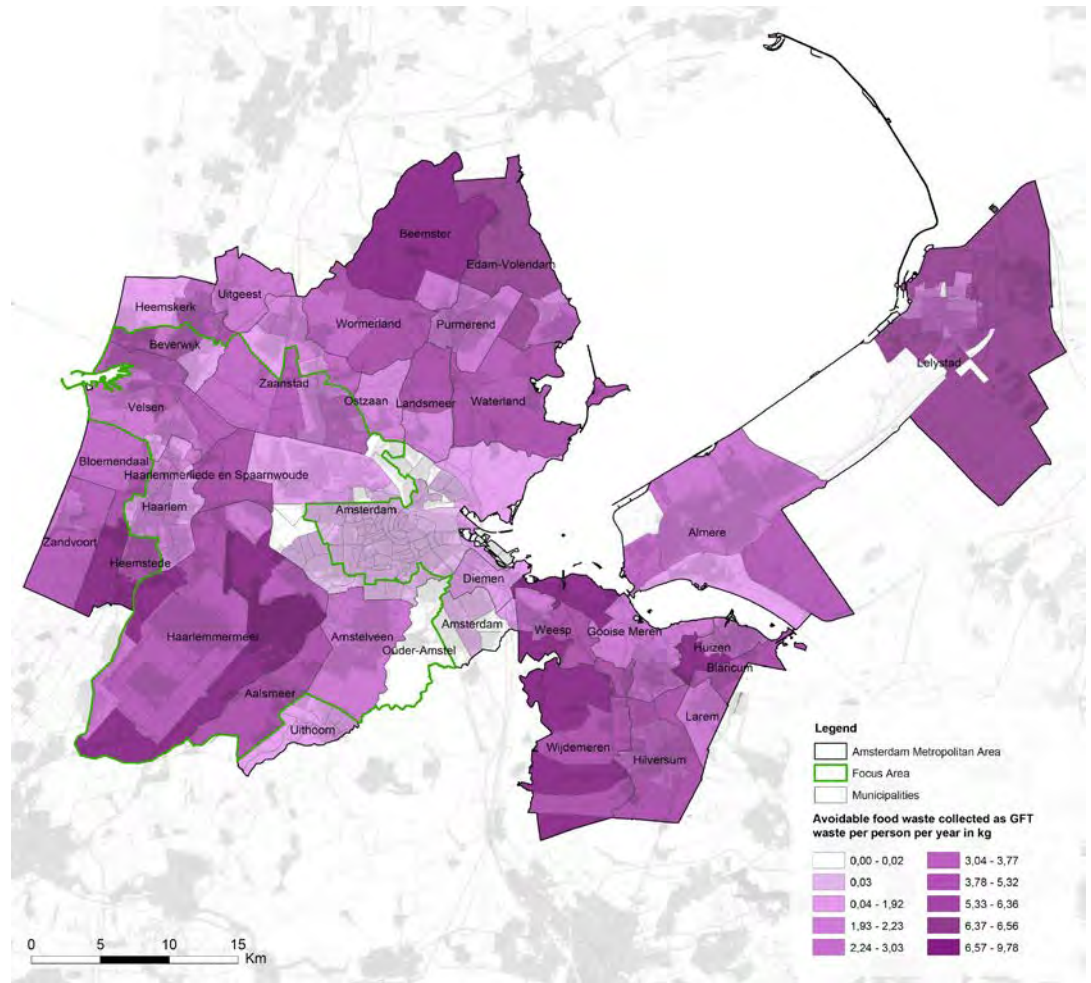 Beemster
Edam-Volendam
Uitgeest
Heemskerk
Wormerland
Purmerend
Beverwijk
Lelystad
Zaanstad
Ostzaan
Landsmeer
Waterland
Velsen
Bloemendaal
Haarlemmerliede en Spaarnwoude
Haarlem
Amsterdam
Almere
Zandvoort
Heemstede
Diemen
Haarlemmermeer
Amstelveen
Amsterdam
Weesp
Gooise Meren
Ouder-Amstel
Huizen
Blaricum
Aalsmeer
Larem
Uithoorn
Wijdemeren
Hilversum
Legend
Amsterdam Metropolitan Area
Focus Area
Municipalities
Avoidable food waste collected as GFT
waste per person per year in kg
0,00 - 0,02
0,03
0,04 - 1,92
1,93 - 2,23
2,24 - 3,03
3,04 - 3,77
3,78 - 5,32
5,33 - 6,36
6,37 - 6,56
6,57 - 9,78
0 5 10 15
Km